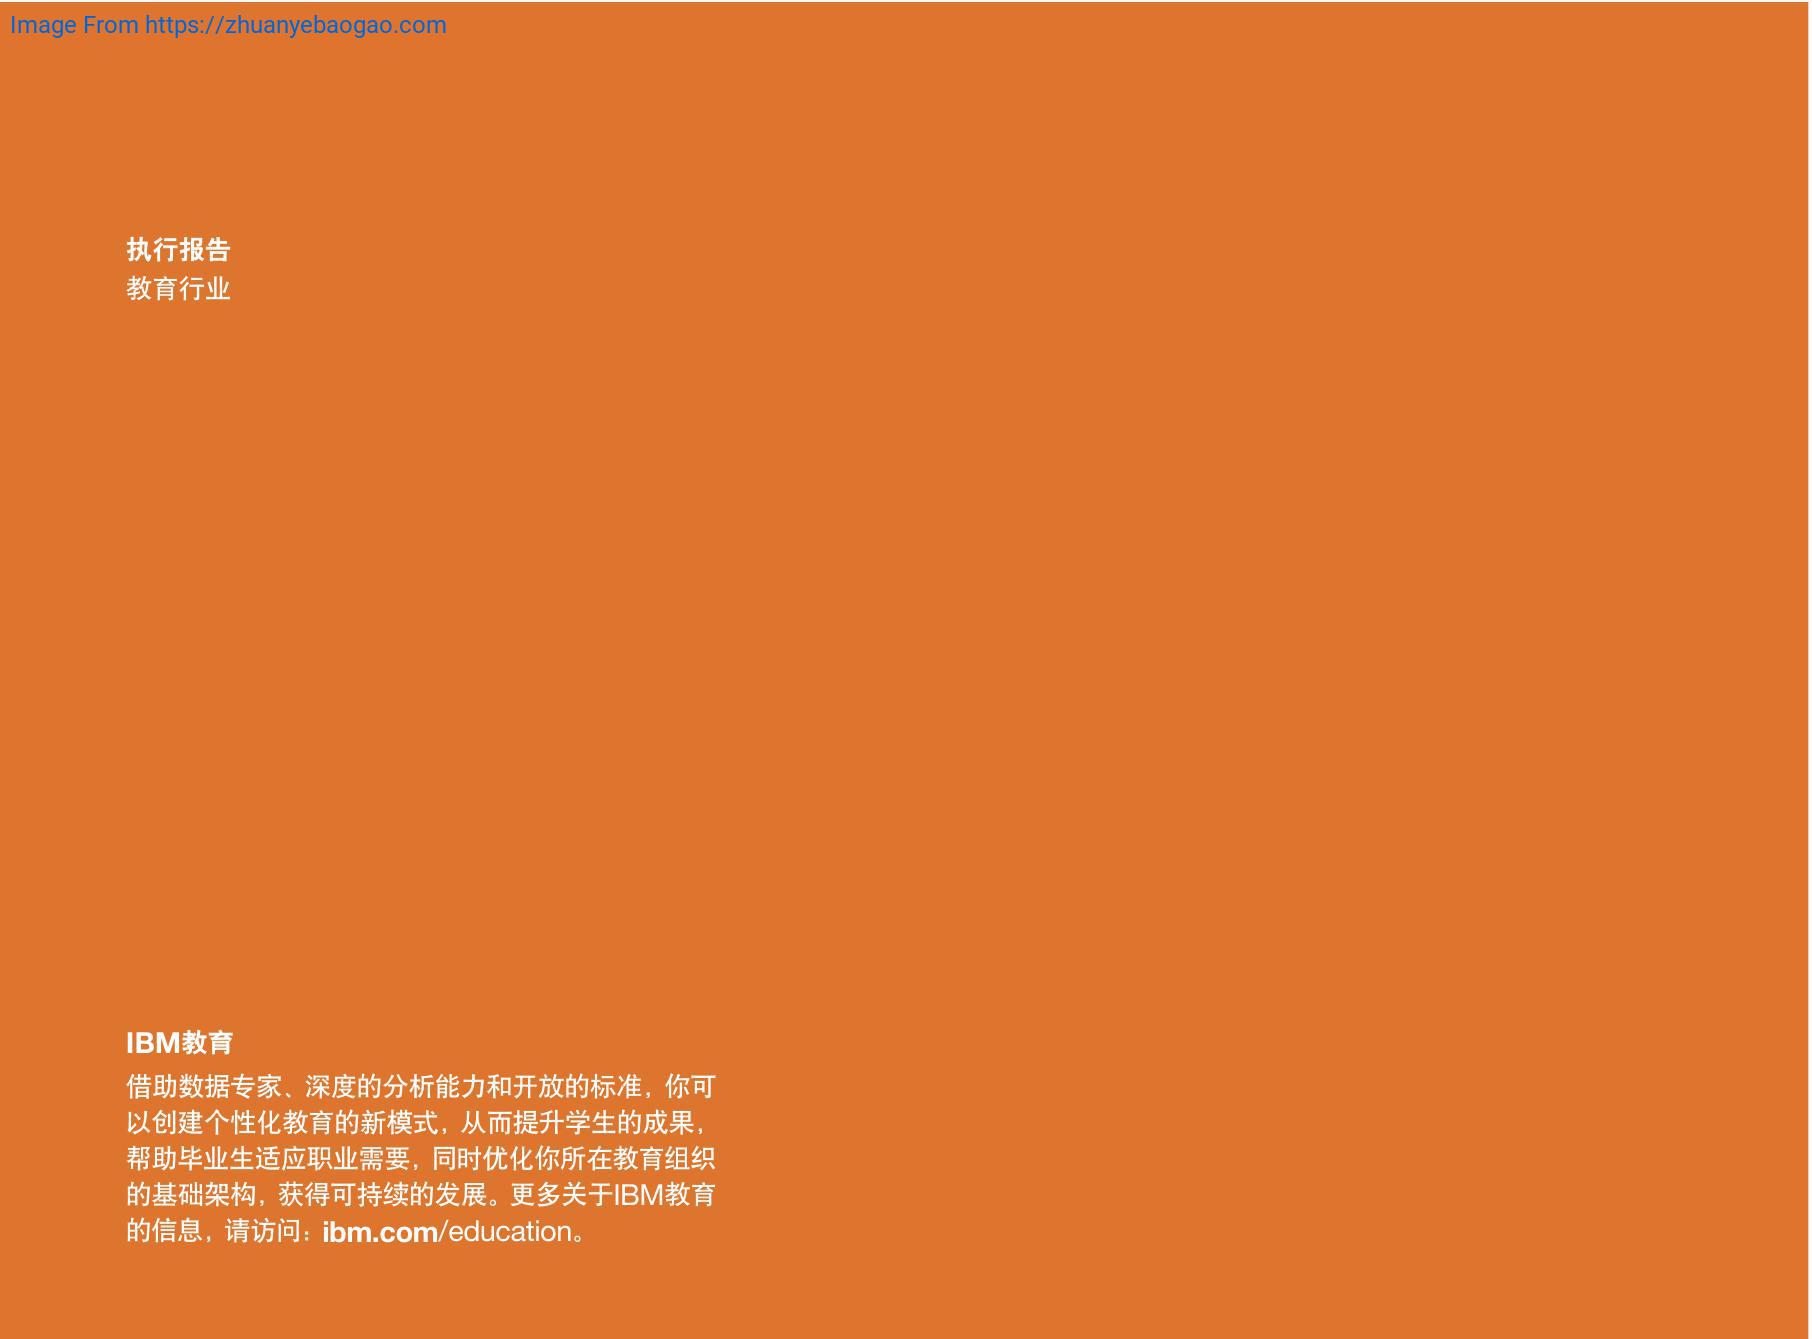 Image From https://zhuanyebaogao.com
执行报告
教育行业
IBM教育
借助数据专家、深度的分析能力和开放的标准，你可
以创建个性化教育的新模式，从而提升学生的成果，
帮助毕业生适应职业需要，同时优化你所在教育组织
的基础架构，获得可持续的发展。更多关于IBM教育
的信息，请访问：ibm.com/education。